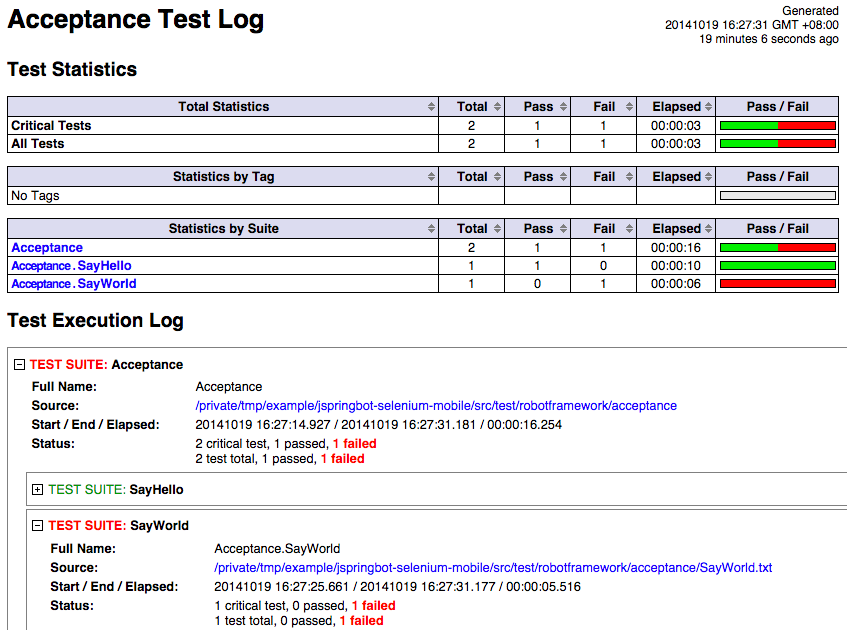 Acceptance Test Log
Generated
20141019 16:27:31 GMT +08:00
19 minutes 6 seconds ago
Test Statistics
Total Statistics Total Pass Fail Elapsed Pass / Fail
Critical Tests 2 1 1 00:00:03
All Tests 2 1 1 00:00:03
Statistics by Tag Total Pass Fail Elapsed Pass / Fail
No Tags
Statistics by Suite Total Pass Fail Elapsed Pass / Fail
Acceptance 2 1 1 00:00:16
Acceptance.SayHello 1 1 0 00:00:10
Acceptance.SayWorld 1 0 1 00:00:06
Test Execution Log
TEST SUITE: Acceptance
Full Name: Acceptance
Source: /private/tmp/example/jspringbot-selenium-mobile/src/test/robotframework/acceptance
Start / End / Elapsed: 20141019 16:27:14.927 / 20141019 16:27:31.181 / 00:00:16.254
Status: 2 critical test, 1 passed, 1 failed
2 test total, 1 passed, 1 failed
TEST SUITE: SayHello
TEST SUITE: SayWorld
Full Name: Acceptance.SayWorld
Source: /private/tmp/example/jspringbot-selenium-mobile/src/test/robotframework/acceptance/SayWorld.txt
Start / End / Elapsed: 20141019 16:27:25.661 / 20141019 16:27:31.177 / 00:00:05.516
Status: 1 critical test, 0 passed, 1 failed
1 test total, 0 passed, 1 failed